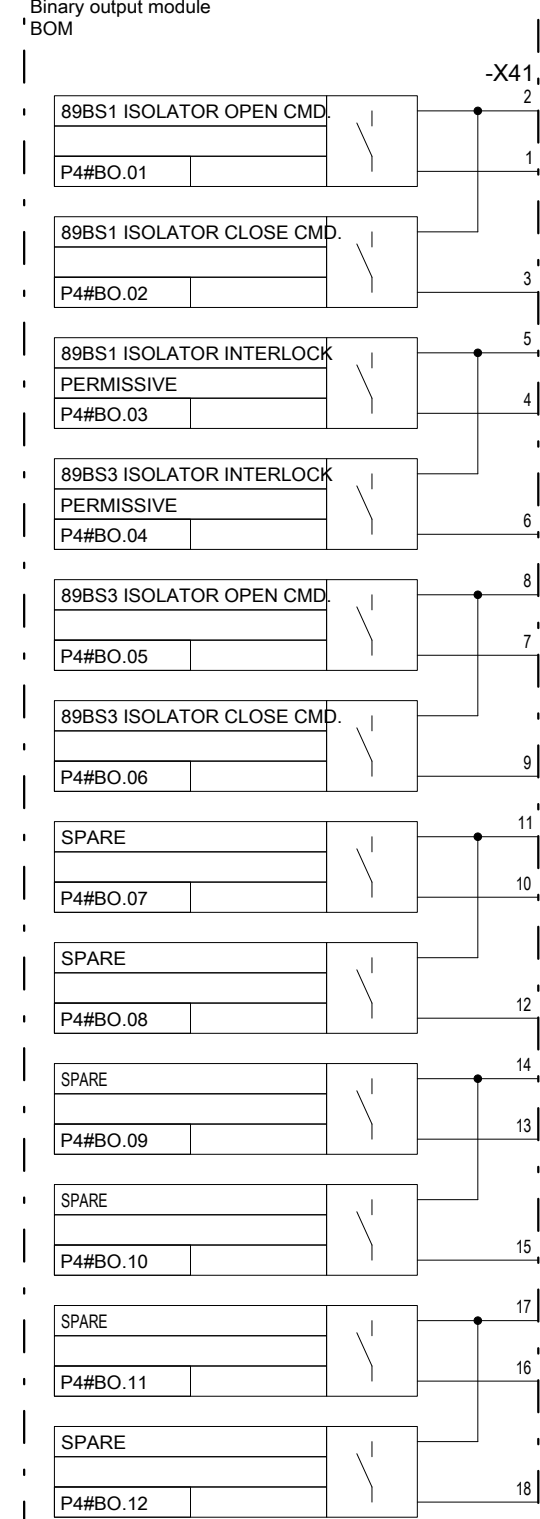 Binary output module
BOM
-X41
89BS1 ISOLATOR OPEN CMD.
2
P4#BO.01
1
89BS1 ISOLATOR CLOSE CMD.
P4#BO.02
3
89BS1 ISOLATOR INTERLOCK
5
PERMISSIVE
P4#BO.03
4
89BS3 ISOLATOR INTERLOCK
PERMISSIVE
P4#BO.04
6
89BS3 ISOLATOR OPEN CMD.
8
P4#BO.05
7
89BS3 ISOLATOR CLOSE CMD.
P4#BO.06
9
SPARE
11
P4#BO.07
10
SPARE
P4#BO.08
12
SPARE
14
P4#BO.09
13
SPARE
P4#BO.10
15
SPARE
17
P4#BO.11
16
SPARE
P4#BO.12
18